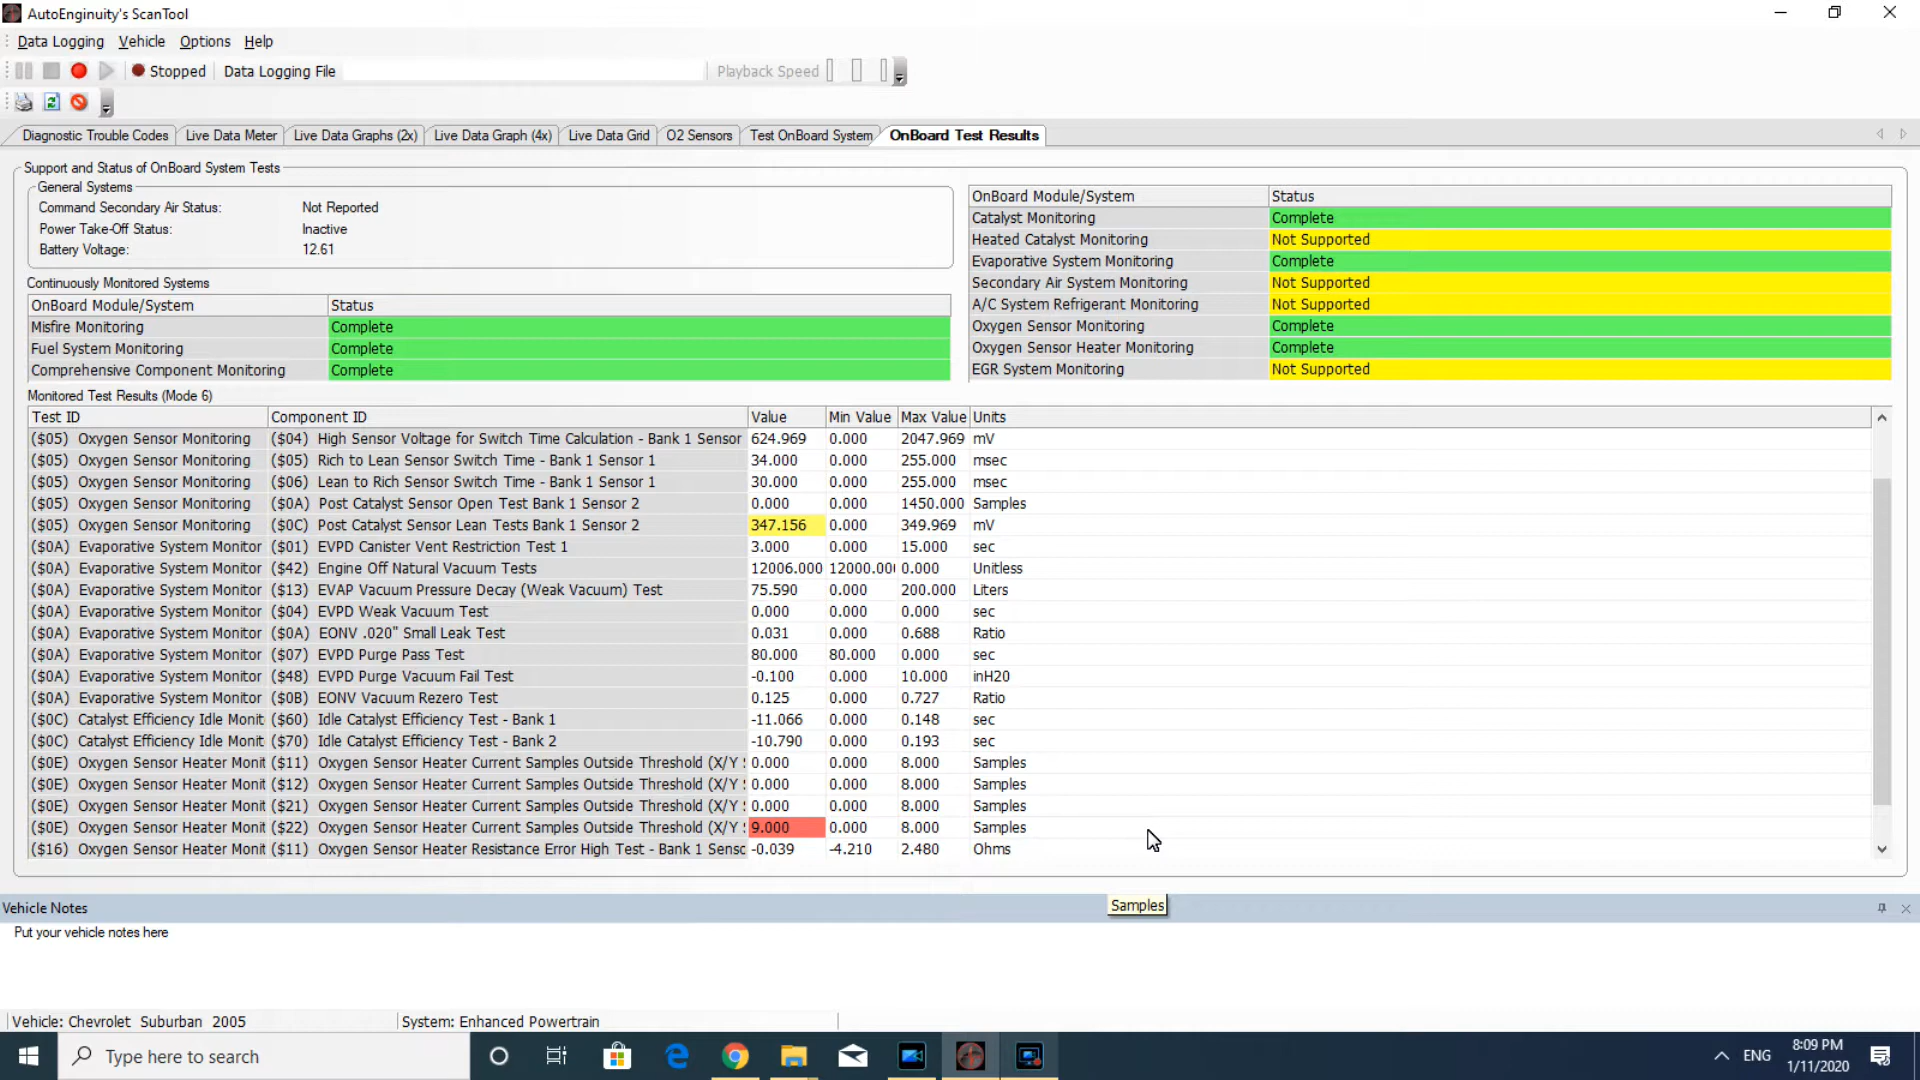 AutoEnginuity's ScanTool
Data Logging Vehicle Options Help
Stopped Data Logging File Playback Speed
Diagnostic Trouble Codes Live Data Meter Live Data Graphs (2x) Live Data Graph (4x) Live Data Grid O2 Sensors Test OnBoard System OnBoard Test Results
Support and Status of OnBoard System Tests
General Systems
Command Secondary Air Status: Not Reported
Power Take-Off Status: Inactive
Battery Voltage: 12.61
Continuously Monitored Systems
OnBoard Module/System Status
Misfire Monitoring Complete
Fuel System Monitoring Complete
Comprehensive Component Monitoring Complete
OnBoard Module/System Status
Catalyst Monitoring Complete
Heated Catalyst Monitoring Not Supported
Evaporative System Monitoring Complete
Secondary Air System Monitoring Not Supported
A/C System Refrigerant Monitoring Not Supported
Oxygen Sensor Monitoring Complete
Oxygen Sensor Heater Monitoring Complete
EGR System Monitoring Not Supported
Monitored Test Results (Mode 6)
Test ID Component ID Value Min Value Max Value Units
($05) Oxygen Sensor Monitoring ($04) High Sensor Voltage for Switch Time Calculation - Bank 1 Sensor 624.969 0.000 2047.969 mV
($05) Oxygen Sensor Monitoring ($05) Rich to Lean Sensor Switch Time - Bank 1 Sensor 1 34.000 0.000 255.000 msec
($05) Oxygen Sensor Monitoring ($06) Lean to Rich Sensor Switch Time - Bank 1 Sensor 1 30.000 0.000 255.000 msec
($05) Oxygen Sensor Monitoring ($0A) Post Catalyst Sensor Open Test Bank 1 Sensor 2 0.000 0.000 1450.000 Samples
($05) Oxygen Sensor Monitoring ($0C) Post Catalyst Sensor Lean Tests Bank 1 Sensor 2 347.156 0.000 349.969 mV
($0A) Evaporative System Monitor ($01) EVPD Canister Vent Restriction Test 1 3.000 0.000 15.000 sec
($0A) Evaporative System Monitor ($42) Engine Off Natural Vacuum Tests 12006.000 12000.00 0.000 Unitless
($0A) Evaporative System Monitor ($13) EVAP Vacuum Pressure Decay (Weak Vacuum) Test 75.590 0.000 200.000 Liters
($0A) Evaporative System Monitor ($04) EVPD Weak Vacuum Test 0.000 0.000 0.000 sec
($0A) Evaporative System Monitor ($0A) EONV .020" Small Leak Test 0.031 0.000 0.688 Ratio
($0A) Evaporative System Monitor ($07) EVPD Purge Pass Test 80.000 80.000 0.000 sec
($0A) Evaporative System Monitor ($48) EVPD Purge Vacuum Fail Test -0.100 0.000 10.000 inH20
($0A) Evaporative System Monitor ($0B) EONV Vacuum Rezero Test 0.125 0.000 0.727 Ratio
($0C) Catalyst Efficiency Idle Monit ($60) Idle Catalyst Efficiency Test - Bank 1 -11.066 0.000 0.148 sec
($0C) Catalyst Efficiency Idle Monit ($70) Idle Catalyst Efficiency Test - Bank 2 -10.790 0.000 0.193 sec
($0E) Oxygen Sensor Heater Monit ($11) Oxygen Sensor Heater Current Samples Outside Threshold (X/Y 0.000 0.000 8.000 Samples
($0E) Oxygen Sensor Heater Monit ($12) Oxygen Sensor Heater Current Samples Outside Threshold (X/Y 0.000 0.000 8.000 Samples
($0E) Oxygen Sensor Heater Monit ($21) Oxygen Sensor Heater Current Samples Outside Threshold (X/Y 0.000 0.000 8.000 Samples
($0E) Oxygen Sensor Heater Monit ($22) Oxygen Sensor Heater Current Samples Outside Threshold (X/Y 9.000 0.000 8.000 Samples
($16) Oxygen Sensor Heater Monit ($11) Oxygen Sensor Heater Resistance Error High Test - Bank 1 Sensc -0.039 -4.210 2.480 Ohms
Samples
Vehicle Notes
Put your vehicle notes here
Vehicle: Chevrolet Suburban 2005 System: Enhanced Powertrain
Type here to search
ENG
8:09 PM
1/11/2020